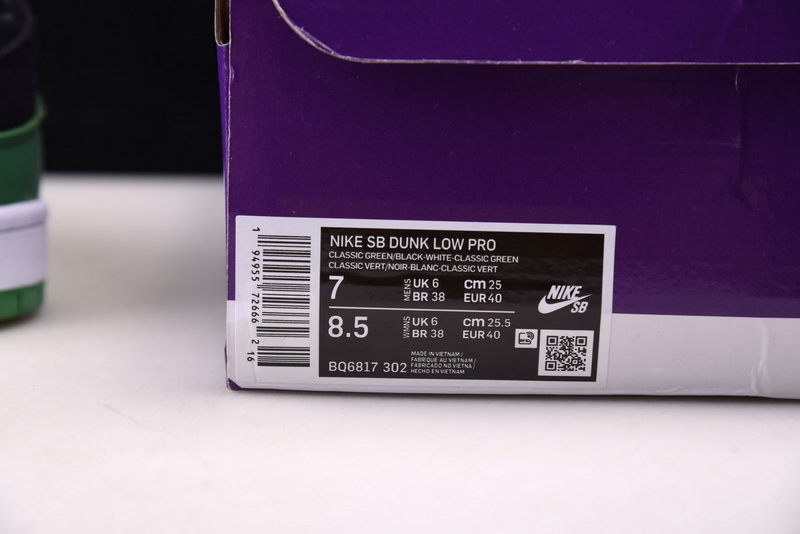 NIKE SB DUNK LOW PRO
CLASSIC GREEN/BLACK-WHITE-CLASSIC GREEN
CLASSIC VERT/NOIR-BLANC-CLASSIC VERT
7 MENS UK 6 cm 25
BR 38 EUR 40
8.5 WMNS UK 6 cm 25.5
BR 38 EUR 40
BQ6817 302
MADE IN VIETNAM /
FABRIQUE AU VIETNAM /
FABRICADO NO VIETNA /
HECHO EN VIETNAM
NIKE SB
1 94955 72666 2 16